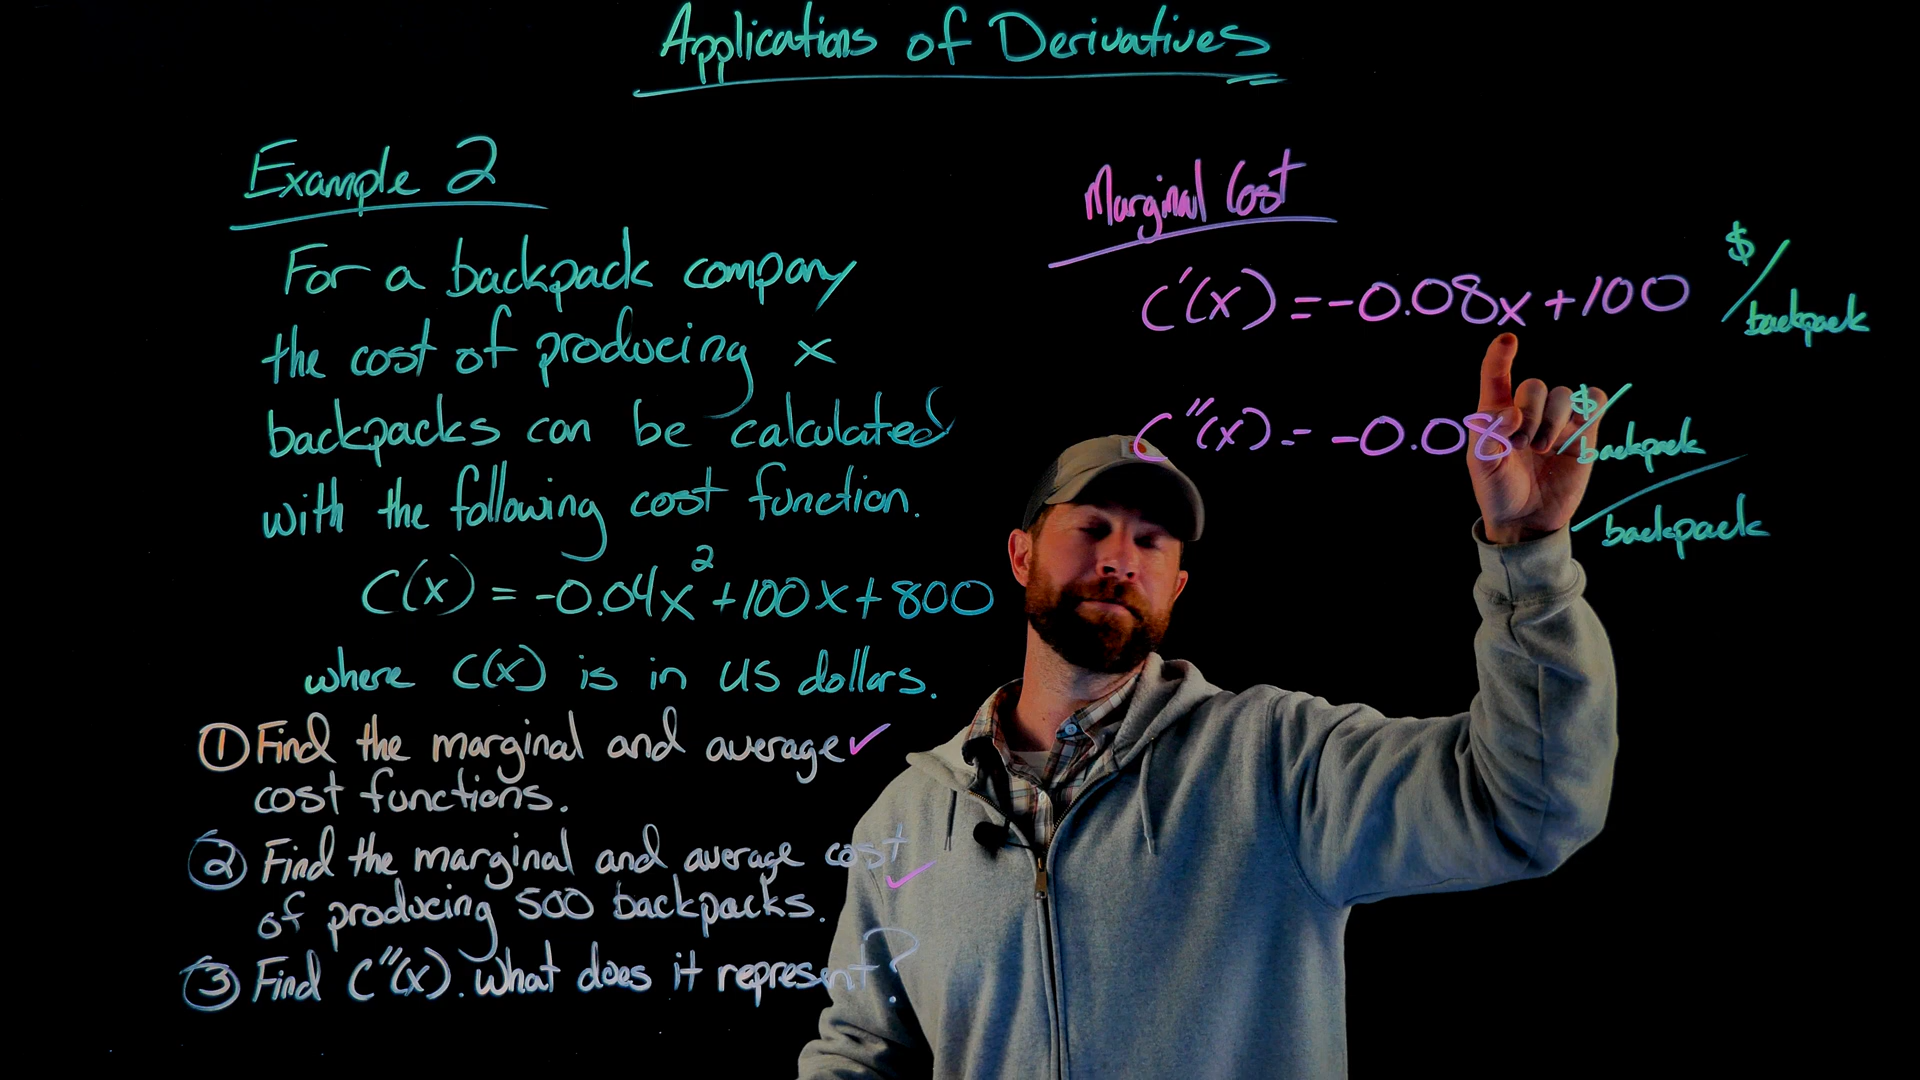 Applications of Derivatives
Example 2
For a backpack company
the cost of producing x
backpacks can be calculated
with the following cost function.
C(x) = -0.04x² + 100x + 800
where C(x) is in US dollars.
① Find the marginal and average ✓
cost functions.
② Find the marginal and average cost ✓
of producing 500 backpacks.
③ Find C″(x). What does it represent?
Marginal Cost
C′(x) = -0.08x + 100 $/backpack
C″(x) = -0.08 $/backpack / backpack